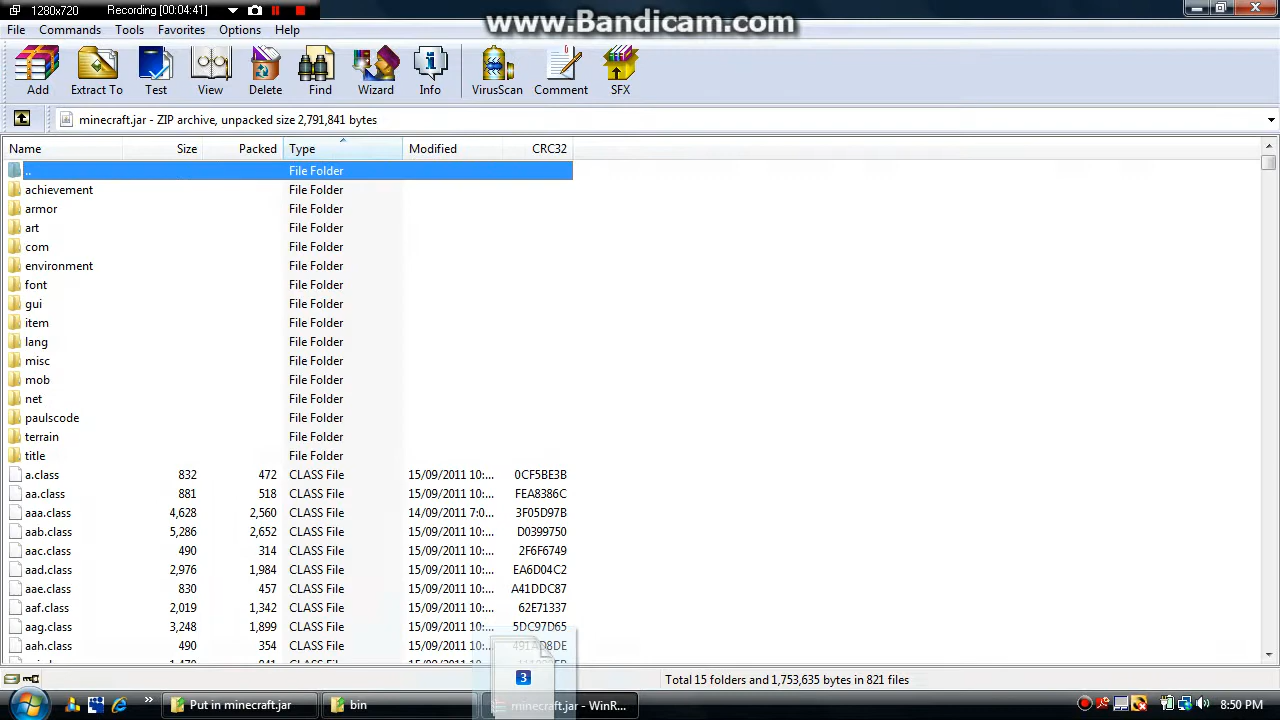 1280x720 Recording [00:04:41]
www.Bandicam.com
File Commands Tools Favorites Options Help
Add Extract To Test View Delete Find Wizard Info VirusScan Comment SFX
minecraft.jar - ZIP archive, unpacked size 2,791,841 bytes
Name Size Packed Type Modified CRC32
.. File Folder
achievement File Folder
armor File Folder
art File Folder
com File Folder
environment File Folder
font File Folder
gui File Folder
item File Folder
lang File Folder
misc File Folder
mob File Folder
net File Folder
paulscode File Folder
terrain File Folder
title File Folder
a.class 832 472 CLASS File 15/09/2011 10:... 0CF5BE3B
aa.class 881 518 CLASS File 15/09/2011 10:... FEA8386C
aaa.class 4,628 2,560 CLASS File 14/09/2011 7:0... 3F05D97B
aab.class 5,286 2,652 CLASS File 15/09/2011 10:... D0399750
aac.class 490 314 CLASS File 15/09/2011 10:... 2F6F6749
aad.class 2,976 1,984 CLASS File 15/09/2011 10:... EA6D04C2
aae.class 830 457 CLASS File 15/09/2011 10:... A41DDC87
aaf.class 2,019 1,342 CLASS File 15/09/2011 10:... 62E71337
aag.class 3,248 1,899 CLASS File 15/09/2011 10:... 5DC97D65
aah.class 490 354 CLASS File 15/09/2011 10:... 491AD8DE
3
Total 15 folders and 1,753,635 bytes in 821 files
» Put in minecraft.jar bin minecraft.jar - WinR... :50 PM